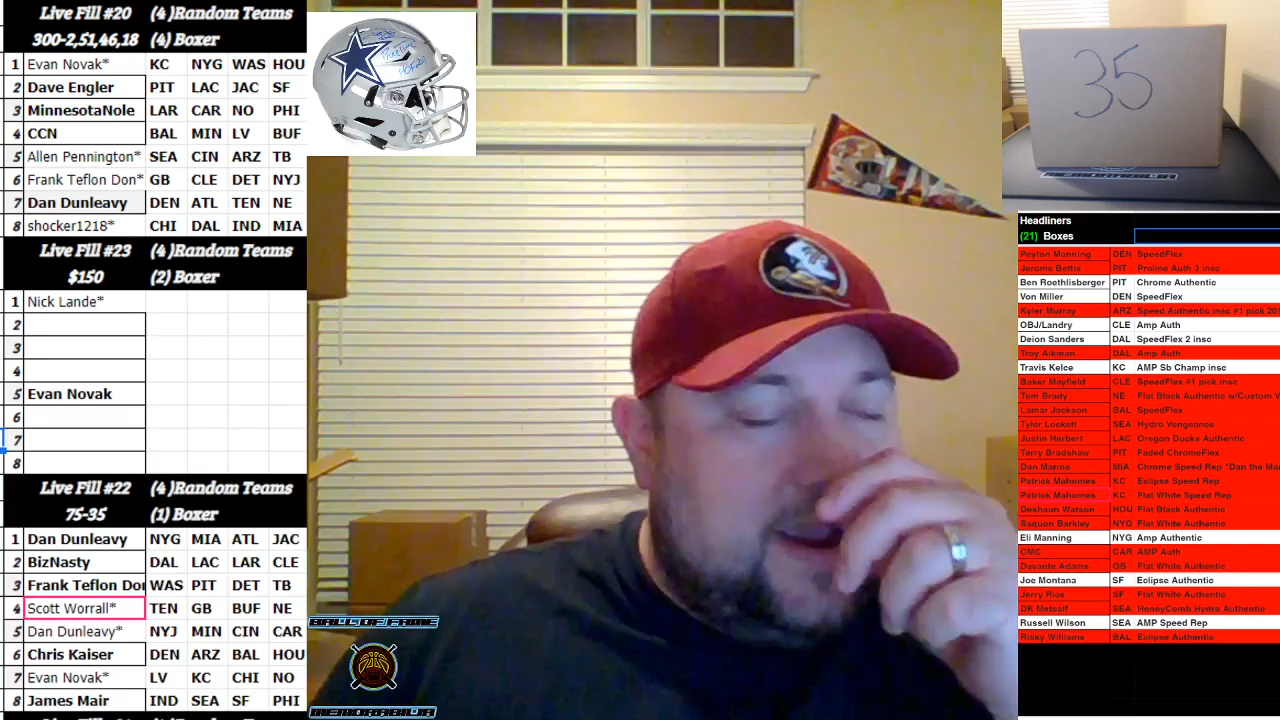 Live Fill #20 (4 )Random Teams
300-2,51,46,18 (4) Boxer
1 Evan Novak* KC NYG WAS HOU
2 Dave Engler PIT LAC JAC SF
3 MinnesotaNole LAR CAR NO PHI
4 CCN BAL MIN LV BUF
5 Allen Pennington* SEA CIN ARZ TB
6 Frank Teflon Don* GB CLE DET NYJ
7 Dan Dunleavy DEN ATL TEN NE
8 shocker1218* CHI DAL IND MIA
Live Fill #23 (4 )Random Teams
$150 (2) Boxer
1 Nick Lande*
2
3
4
5 Evan Novak
6
7
8
Live Fill #22 (4 )Random Teams
75-35 (1) Boxer
1 Dan Dunleavy NYG MIA ATL JAC
2 BizNasty DAL LAC LAR CLE
3 Frank Teflon Don WAS PIT DET TB
4 Scott Worrall* TEN GB BUF NE
5 Dan Dunleavy* NYJ MIN CIN CAR
6 Chris Kaiser DEN ARZ BAL HOU
7 Evan Novak* LV KC CHI NO
8 James Mair IND SEA SF PHI
BALL OF FAME
MEMORABILIA
35
Headliners
(21) Boxes
Peyton Manning DEN SpeedFlex
Jerome Bettis PIT Proline Auth 3 insc
Ben Roethlisberger PIT Chrome Authentic
Von Miller DEN SpeedFlex
Kyler Murray ARZ Speed Authentic insc #1 pick 201
OBJ/Landry CLE Amp Auth
Deion Sanders DAL SpeedFlex 2 insc
Troy Aikman DAL Amp Auth
Travis Kelce KC AMP Sb Champ insc
Baker Mayfield CLE SpeedFlex #1 pick insc
Tom Brady NE Flat Black Authentic w/Custom V
Lamar Jackson BAL SpeedFlex
Tyler Lockett SEA Hydro Vengeance
Justin Herbert LAC Oregon Ducks Authentic
Terry Bradshaw PIT Faded ChromeFlex
Dan Marino MIA Chrome Speed Rep "Dan the Ma
Patrick Mahomes KC Eclipse Speed Rep
Patrick Mahomes KC Flat White Speed Rep
Deshaun Watson HOU Flat Black Authentic
Saquon Barkley NYG Flat White Authentic
Eli Manning NYG Amp Authentic
CMC CAR AMP Auth
Davante Adams GB Flat White Authentic
Joe Montana SF Eclipse Authentic
Jerry Rice SF Flat White Authentic
DK Metcalf SEA HoneyComb Hydro Authentic
Russell Wilson SEA AMP Speed Rep
Ricky Williams BAL Eclipse Authentic